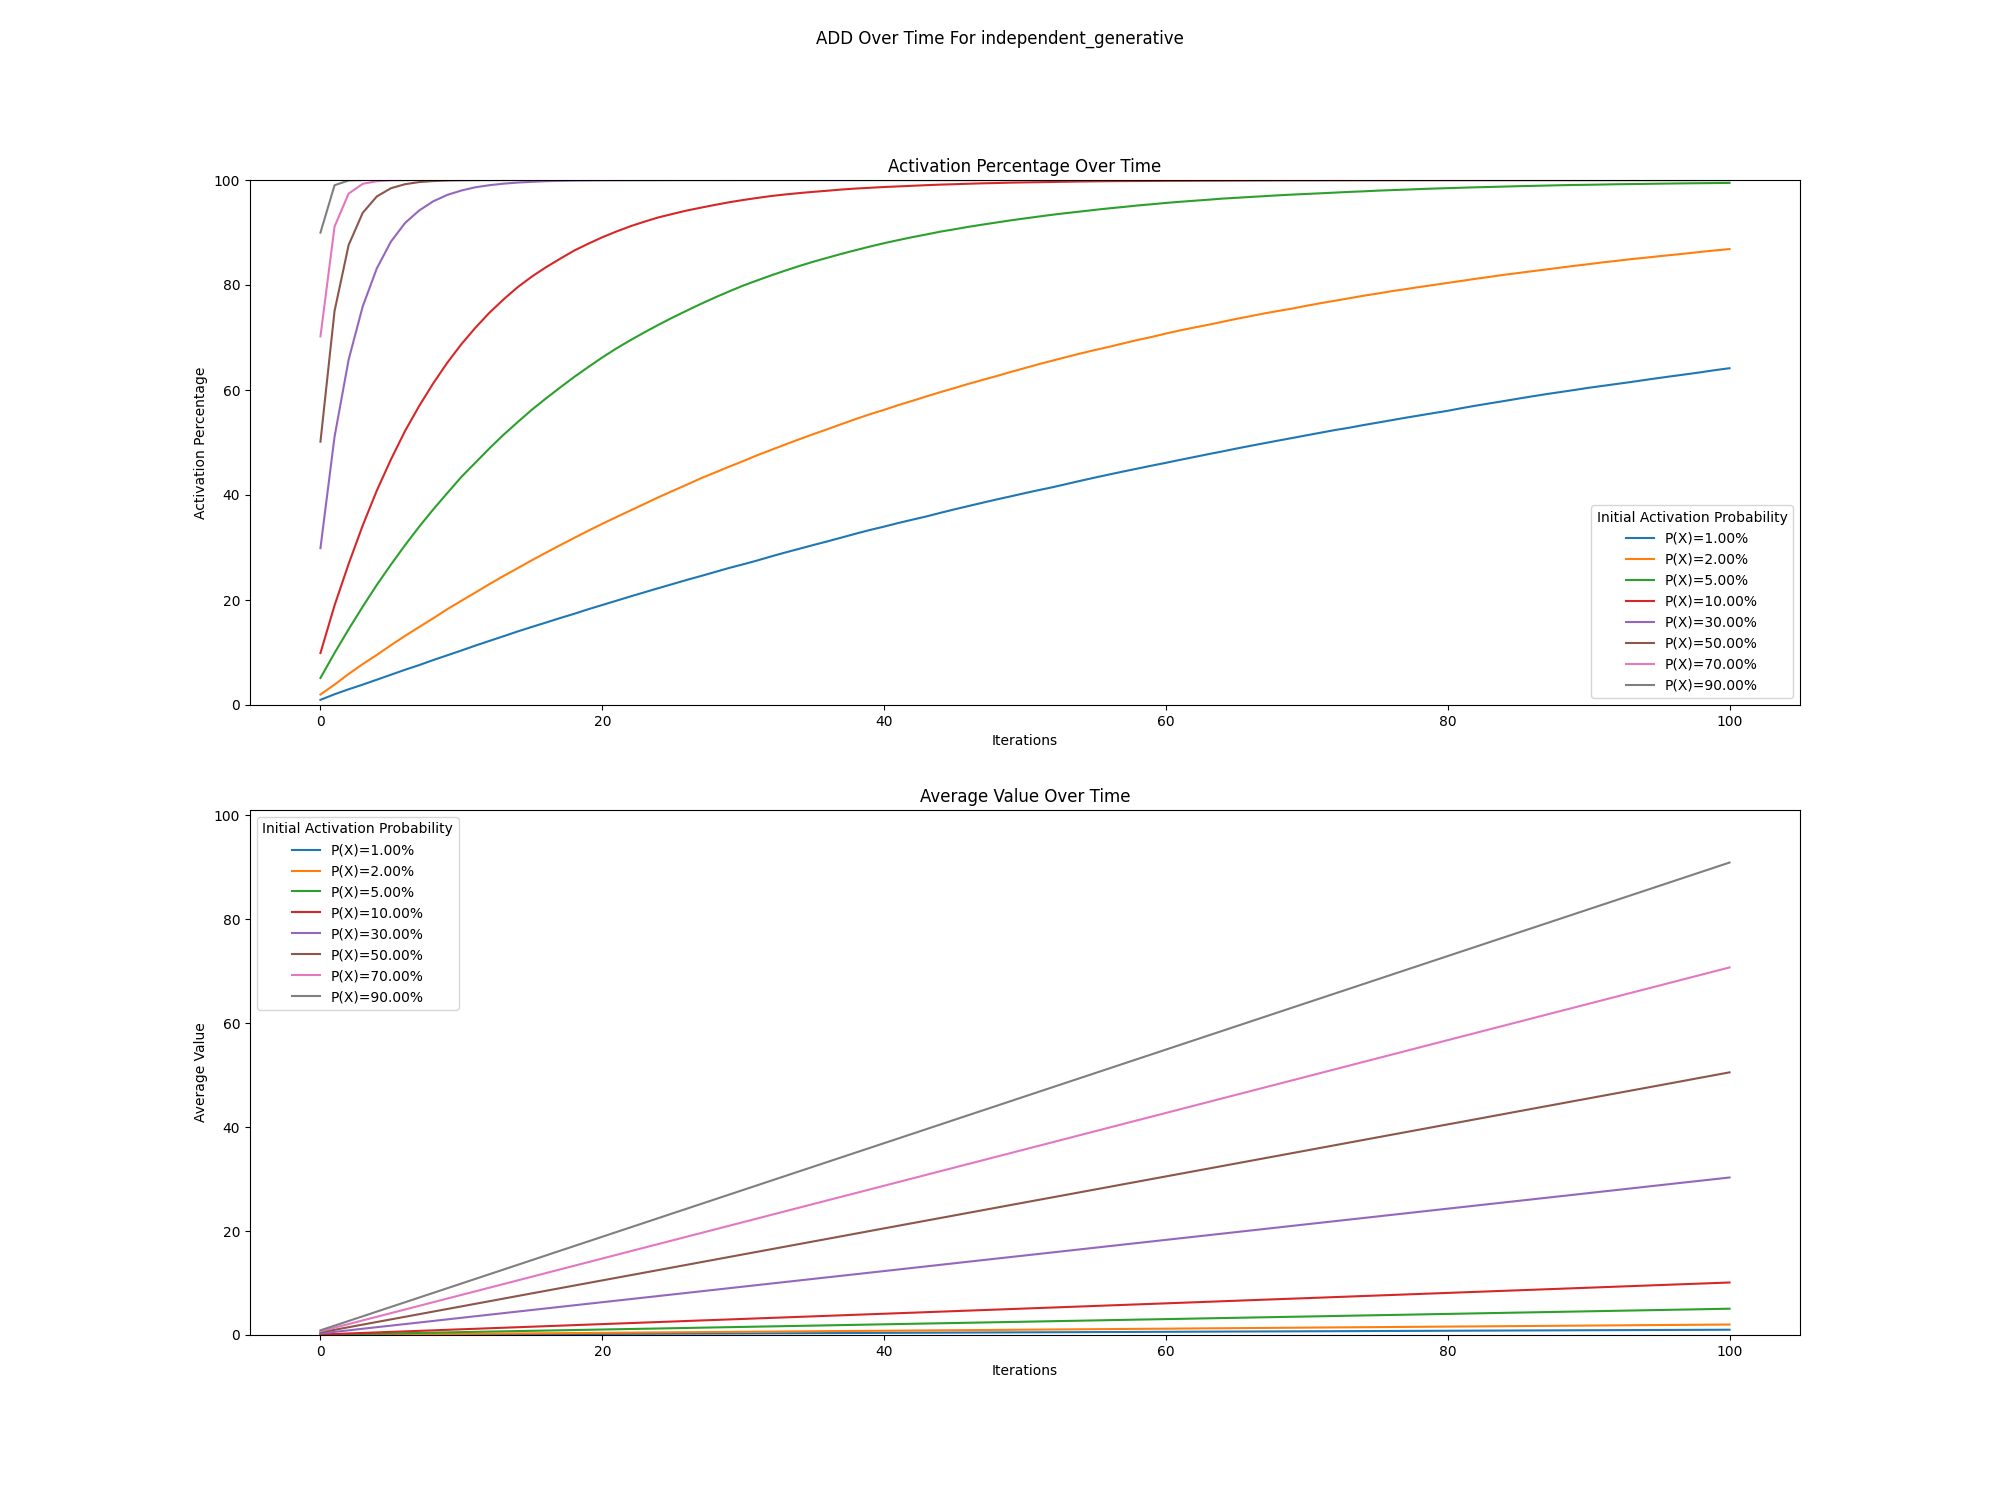 ADD Over Time For independent_generative
Activation Percentage Over Time
100
80
60
40
20
0
Activation Percentage
0 20 40 60 80 100
Iterations
Initial Activation Probability
P(X)=1.00%
P(X)=2.00%
P(X)=5.00%
P(X)=10.00%
P(X)=30.00%
P(X)=50.00%
P(X)=70.00%
P(X)=90.00%
Average Value Over Time
100
80
60
40
20
0
Average Value
Initial Activation Probability
P(X)=1.00%
P(X)=2.00%
P(X)=5.00%
P(X)=10.00%
P(X)=30.00%
P(X)=50.00%
P(X)=70.00%
P(X)=90.00%
0 20 40 60 80 100
Iterations